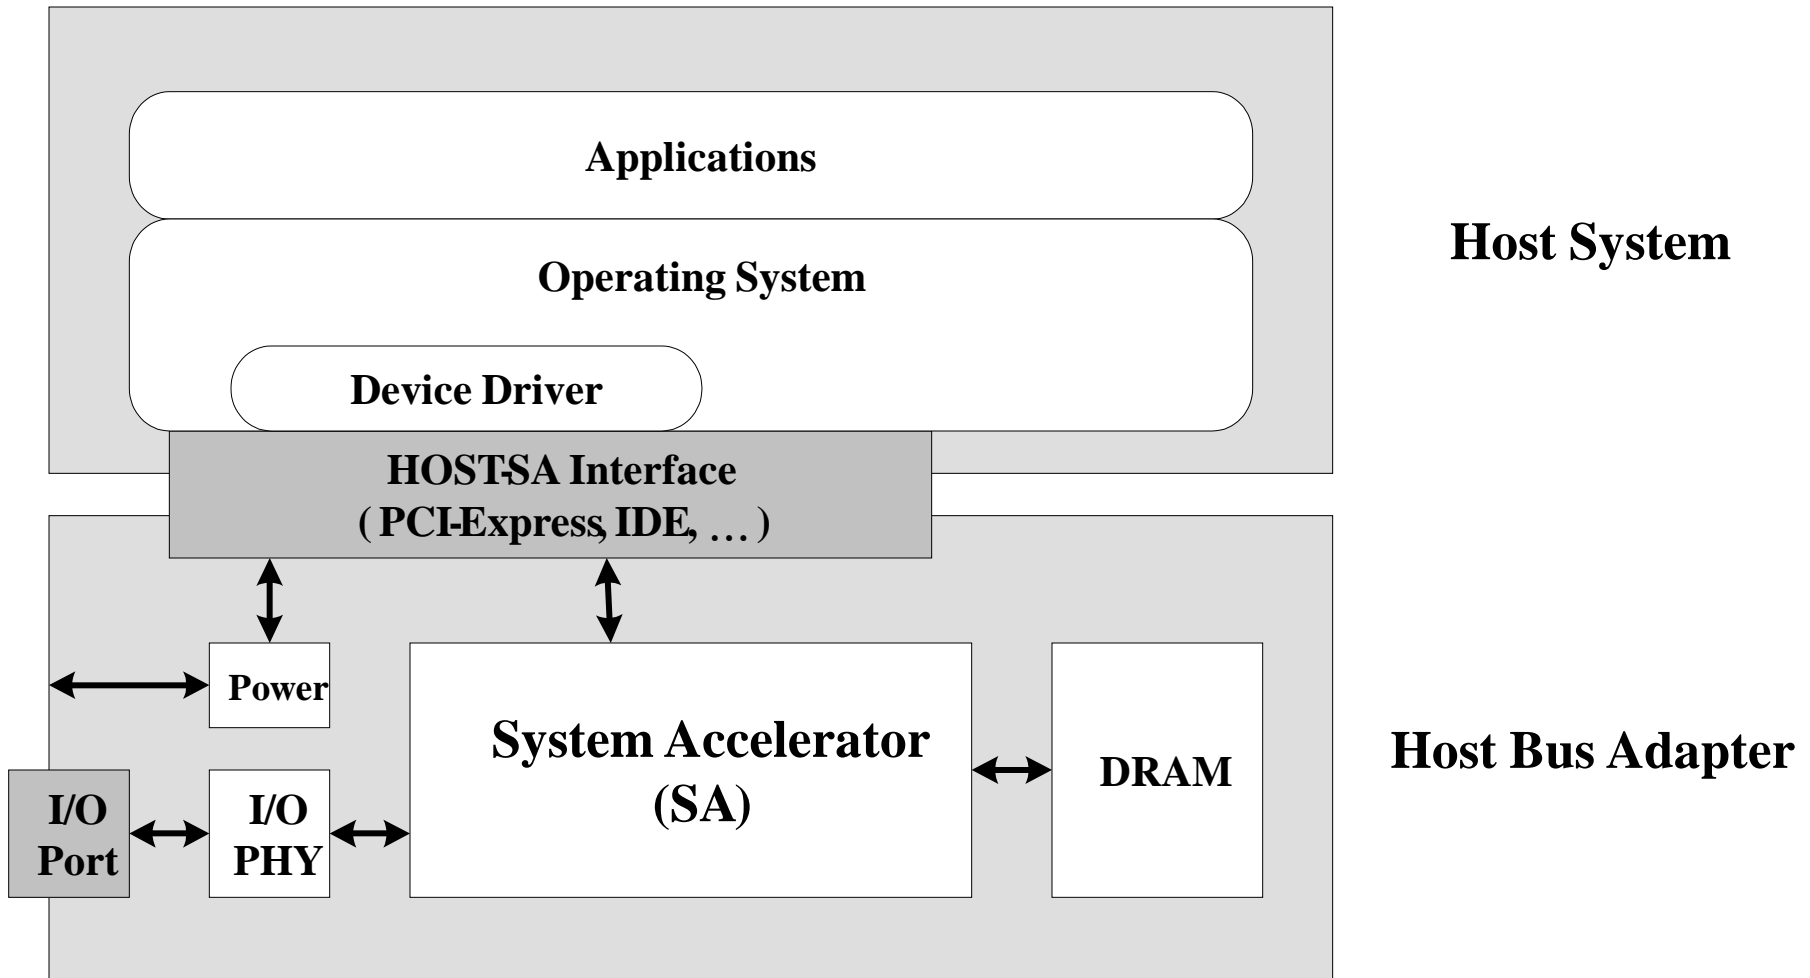 Applications
Host System
Operating System
Device Driver
HOST-SA Interface
( PCI-Express, IDE, … )
Power
System Accelerator
(SA)
DRAM
Host Bus Adapter
I/O
Port
I/O
PHY